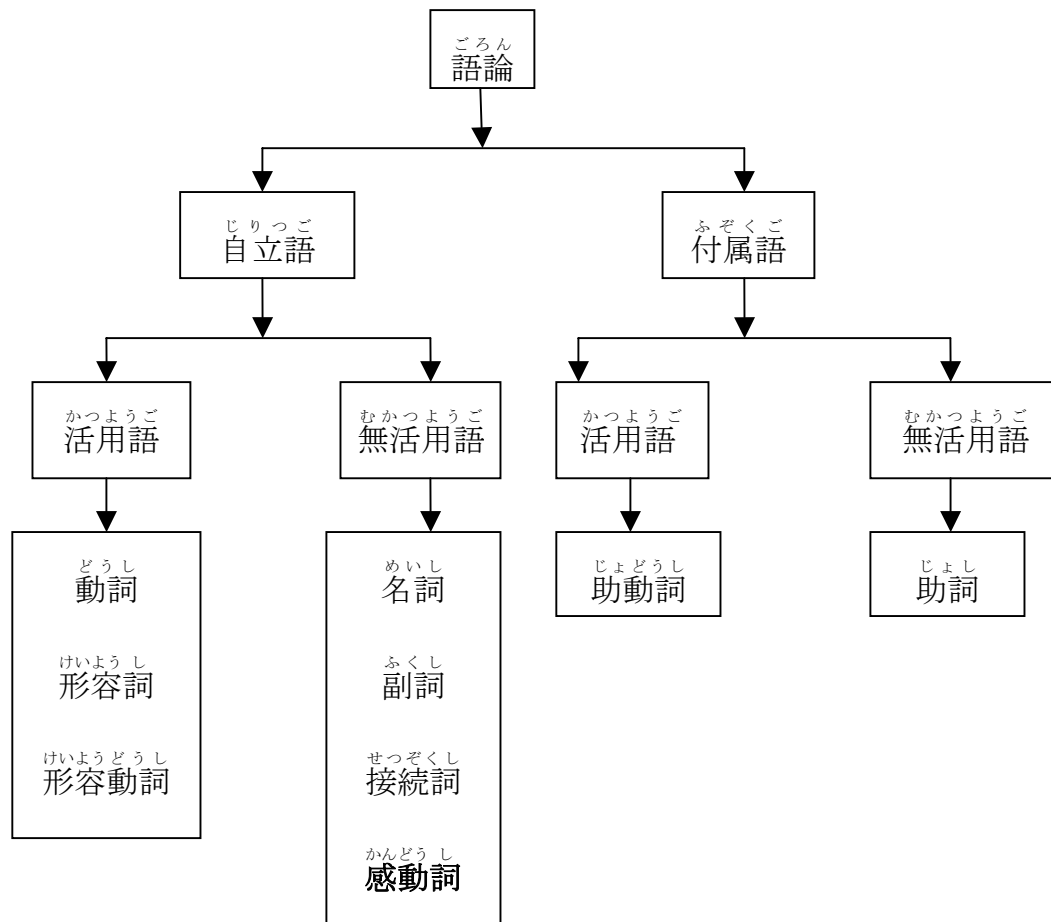 ごろん
語論
じりつご
自立語
ふぞくご
付属語
かつようご
活用語
むかつようご
無活用語
かつようご
活用語
むかつようご
無活用語
どうし
動詞
けいようし
形容詞
けいようどうし
形容動詞
めいし
名詞
ふくし
副詞
せつぞくし
接続詞
かんどうし
感動詞
じょどうし
助動詞
じょし
助詞